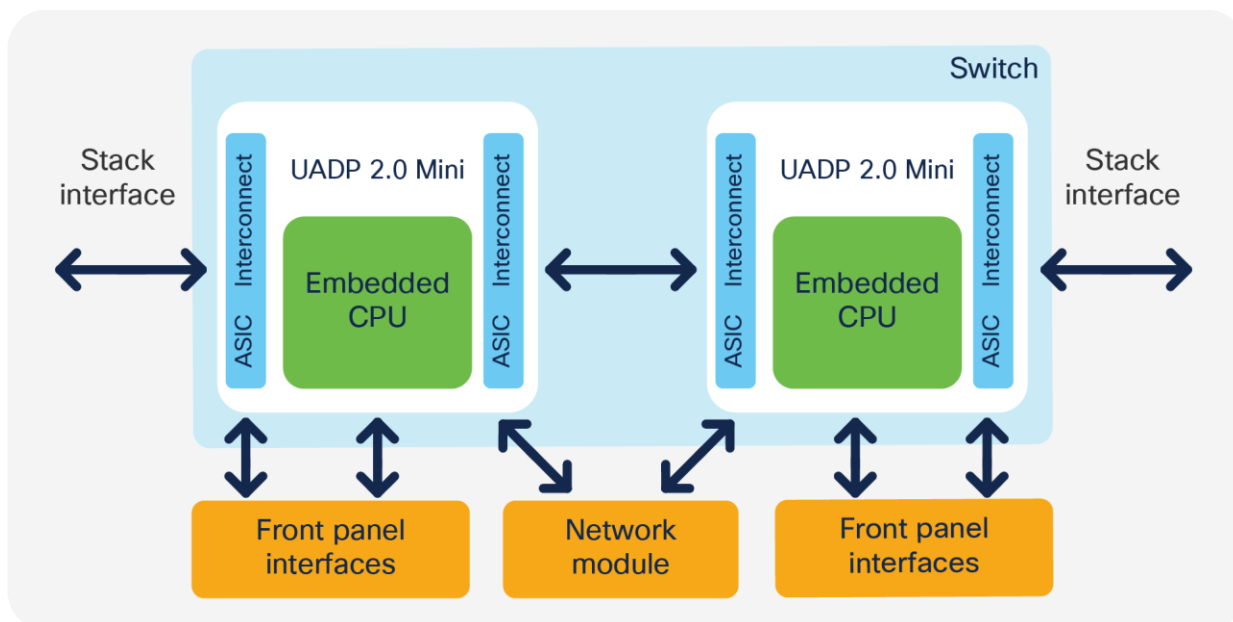 Switch
Stack
interface
ASIC Interconnect
UADP 2.0 Mini
Embedded
CPU
ASIC Interconnect
ASIC Interconnect
UADP 2.0 Mini
Embedded
CPU
ASIC Interconnect
Stack
interface
Front panel
interfaces
Network
module
Front panel
interfaces